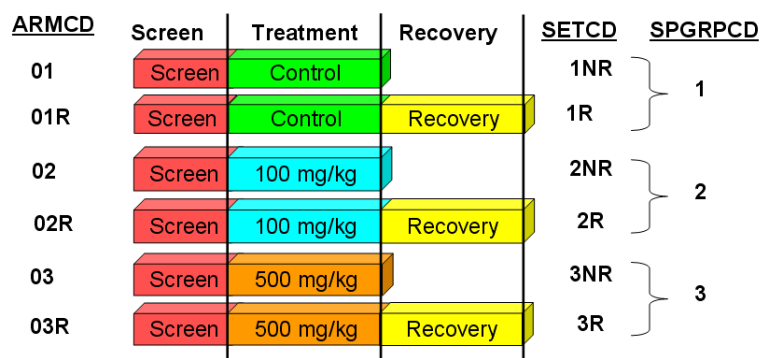 ARMCD Screen Treatment Recovery SETCD SPGRPCD
01 Screen Control 1NR
1
01R Screen Control Recovery 1R
02 Screen 100 mg/kg 2NR
2
02R Screen 100 mg/kg Recovery 2R
03 Screen 500 mg/kg 3NR
3
03R Screen 500 mg/kg Recovery 3R